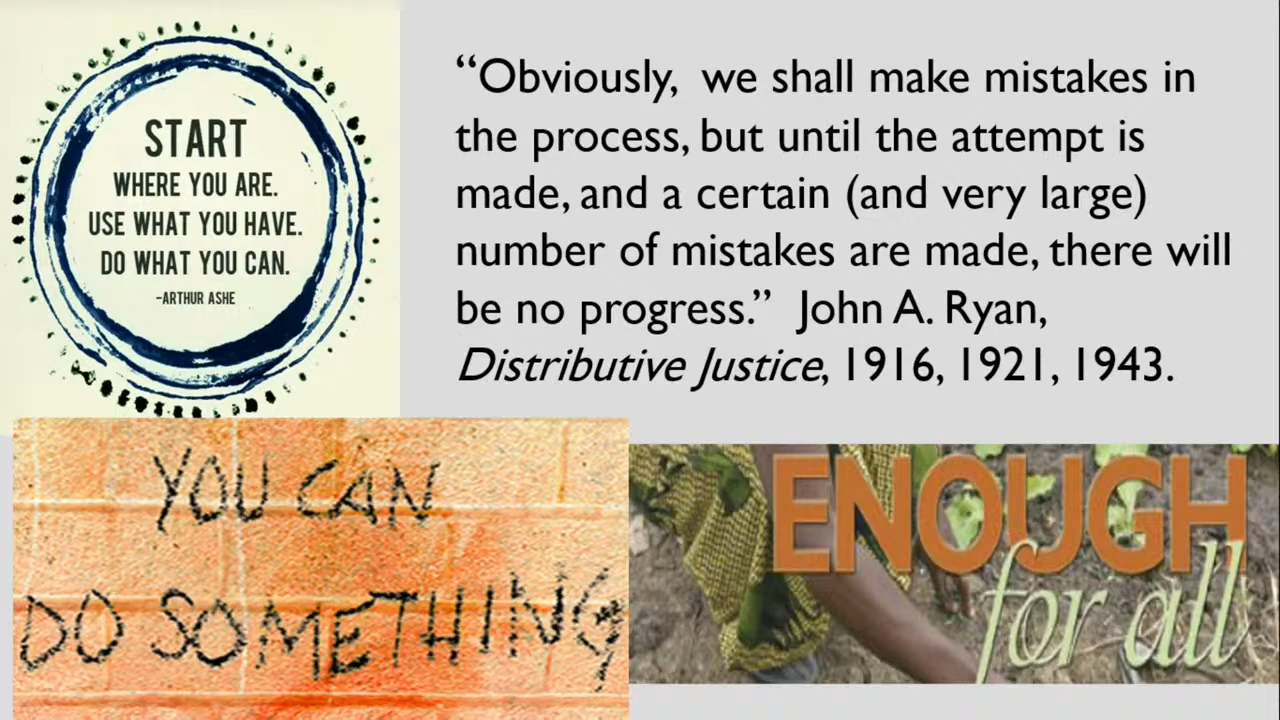 START
WHERE YOU ARE.
USE WHAT YOU HAVE.
DO WHAT YOU CAN.
-ARTHUR ASHE
“Obviously,  we shall make mistakes in
the process, but until the attempt is
made, and a certain (and very large)
number of mistakes are made, there will
be no progress.”  John A. Ryan,
Distributive Justice, 1916, 1921, 1943.
YOU CAN
DO SOMETHING
ENOUGH
for all